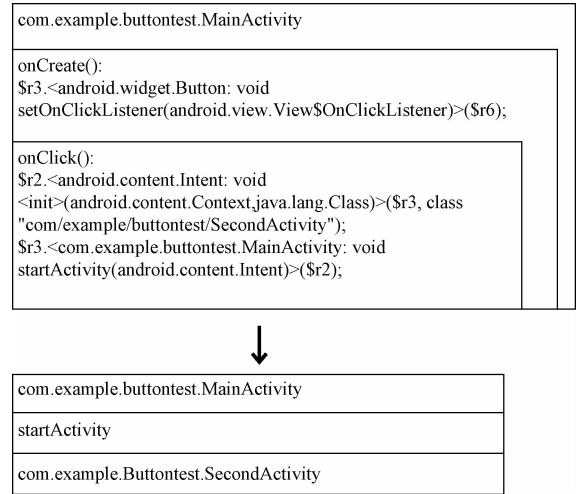 com.example.buttontest.MainActivity
onCreate():
$r3.<android.widget.Button: void
setOnClickListener(android.view.View$OnClickListener)>($r6);
onClick():
$r2.<android.content.Intent: void
<init>(android.content.Context,java.lang.Class)>($r3, class
"com/example/buttontest/SecondActivity");
$r3.<com.example.buttontest.MainActivity: void
startActivity(android.content.Intent)>($r2);
com.example.buttontest.MainActivity
startActivity
com.example.Buttontest.SecondActivity